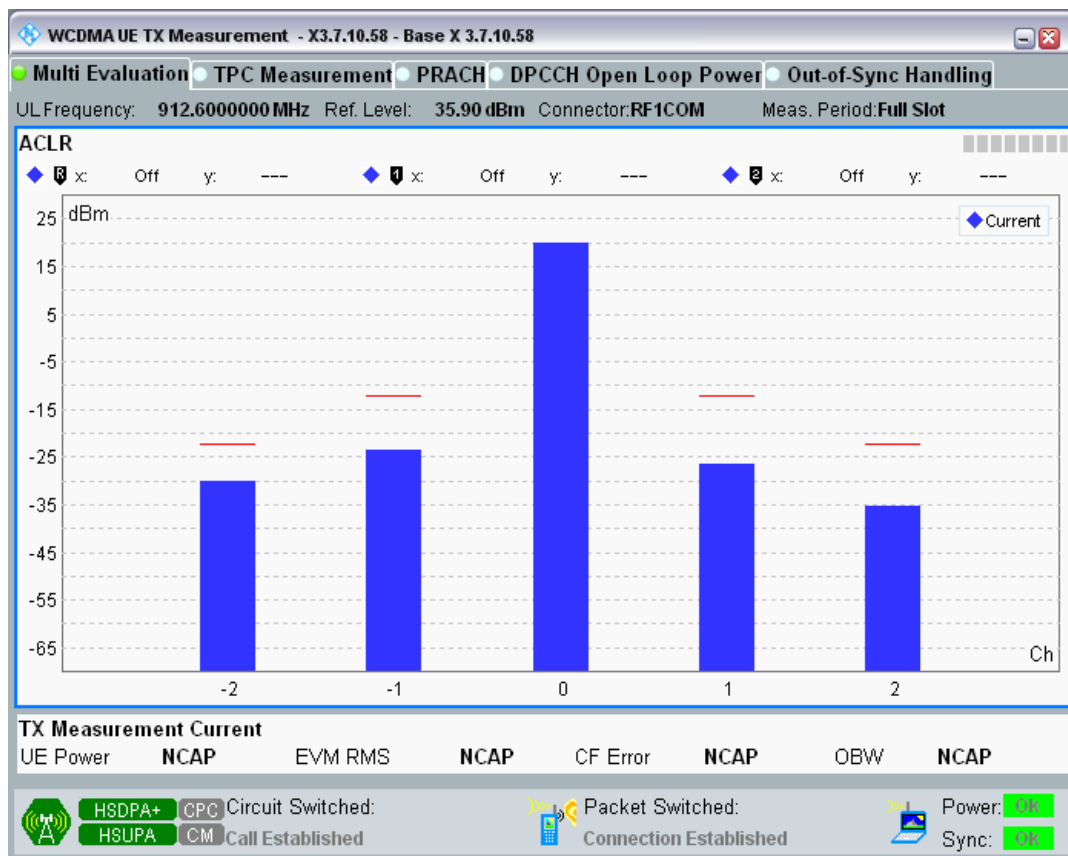 WCDMA UE TX Measurement - X3.7.10.58 - Base X 3.7.10.58
Multi Evaluation TPC Measurement PRACH DPCCH Open Loop Power Out-of-Sync Handling
UL Frequency: 912.6000000 MHz Ref. Level: 35.90 dBm Connector:RF1COM Meas. Period:Full Slot
ACLR
R x: Off y: --- 1 x: Off y: --- 2 x: Off y: ---
dBm
Current
25
15
5
-5
-15
-25
-35
-45
-55
-65
Ch
-2 -1 0 1 2
TX Measurement Current
UE Power NCAP EVM RMS NCAP CF Error NCAP OBW NCAP
HSDPA+ CPC Circuit Switched: Packet Switched: Power: OK
HSUPA CM Call Established Connection Established Sync: OK